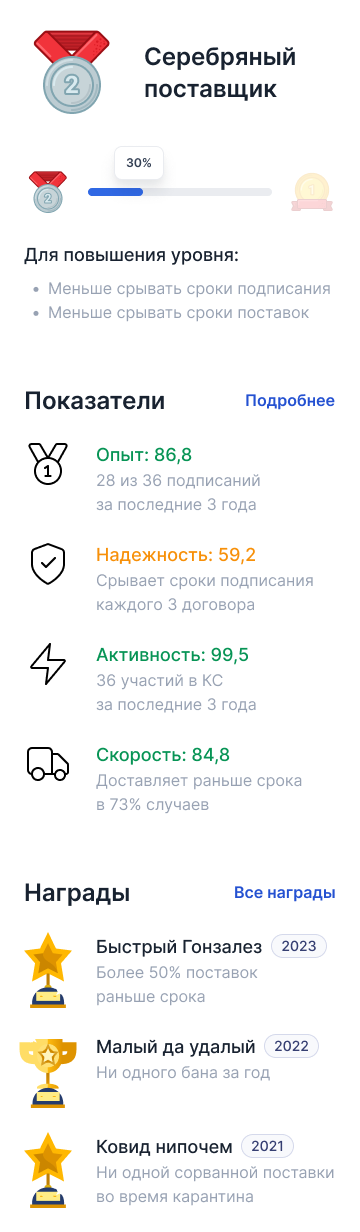 Серебряный
поставщик
2
30%
2
1
Для повышения уровня:
• Меньше срывать сроки подписания
• Меньше срывать сроки поставок
Показатели
Подробнее
1
Опыт: 86,8
28 из 36 подписаний
за последние 3 года
Надежность: 59,2
Срывает сроки подписания
каждого 3 договора
Активность: 99,5
36 участий в КС
за последние 3 года
Скорость: 84,8
Доставляет раньше срока
в 73% случаев
Награды
Все награды
Быстрый Гонзалез 2023
Более 50% поставок
раньше срока
Малый да удалый 2022
Ни одного бана за год
Ковид нипочем 2021
Ни одной сорванной поставки
во время карантина